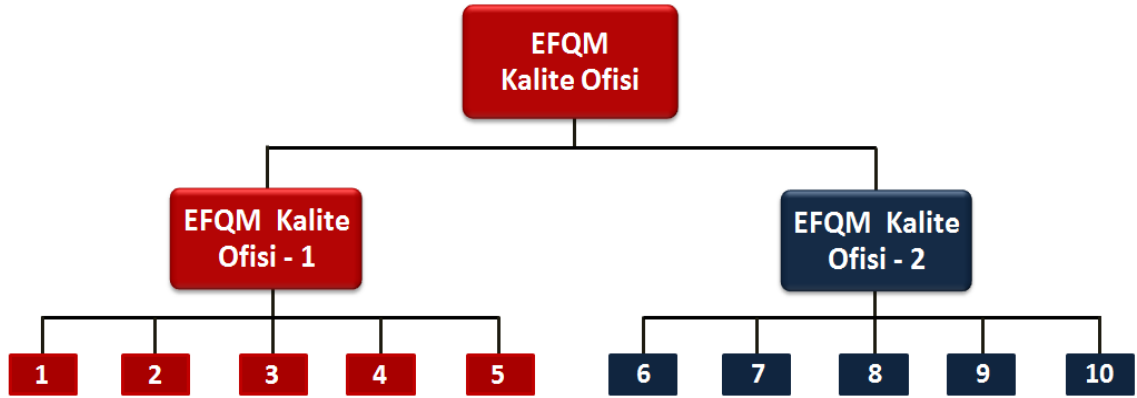 EFQM
Kalite Ofisi
EFQM Kalite
Ofisi - 1
EFQM Kalite
Ofisi - 2
1
2
3
4
5
6
7
8
9
10